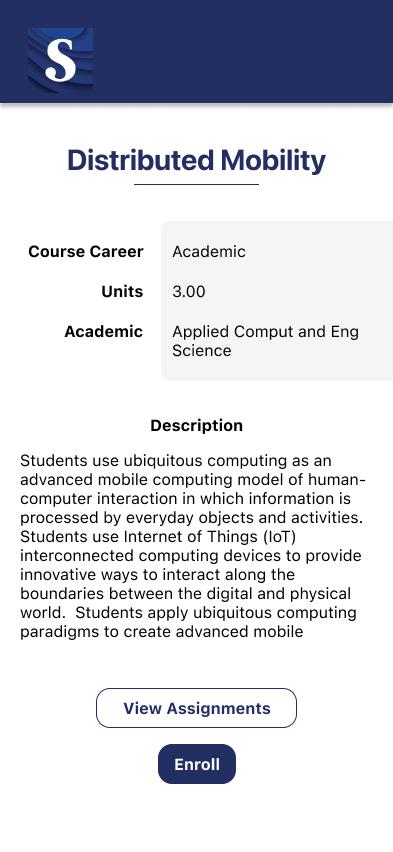 S
Distributed Mobility
Course Career Academic
Units 3.00
Academic Applied Comput and Eng
Science
Description
Students use ubiquitous computing as an
advanced mobile computing model of human-
computer interaction in which information is
processed by everyday objects and activities.
Students use Internet of Things (IoT)
interconnected computing devices to provide
innovative ways to interact along the
boundaries between the digital and physical
world.  Students apply ubiquitous computing
paradigms to create advanced mobile
View Assignments
Enroll